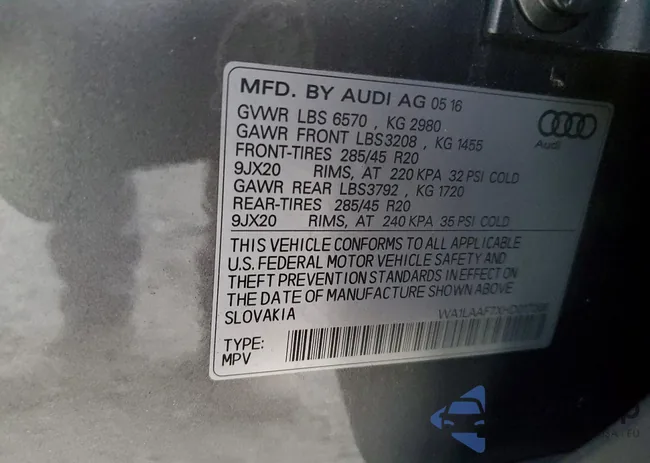 MFD. BY AUDI AG 05 16
GVWR LBS 6570 , KG 2980
GAWR FRONT LBS3208 , KG 1455
FRONT-TIRES 285/45 R20
9JX20 RIMS, AT 220 KPA 32 PSI COLD
GAWR REAR LBS3792 , KG 1720
REAR-TIRES 285/45 R20
9JX20 RIMS, AT 240 KPA 35 PSI COLD
Audi
THIS VEHICLE CONFORMS TO ALL APPLICABLE
U.S. FEDERAL MOTOR VEHICLE SAFETY AND
THEFT PREVENTION STANDARDS IN EFFECT ON
THE DATE OF MANUFACTURE SHOWN ABOVE
SLOVAKIA
TYPE:
MPV